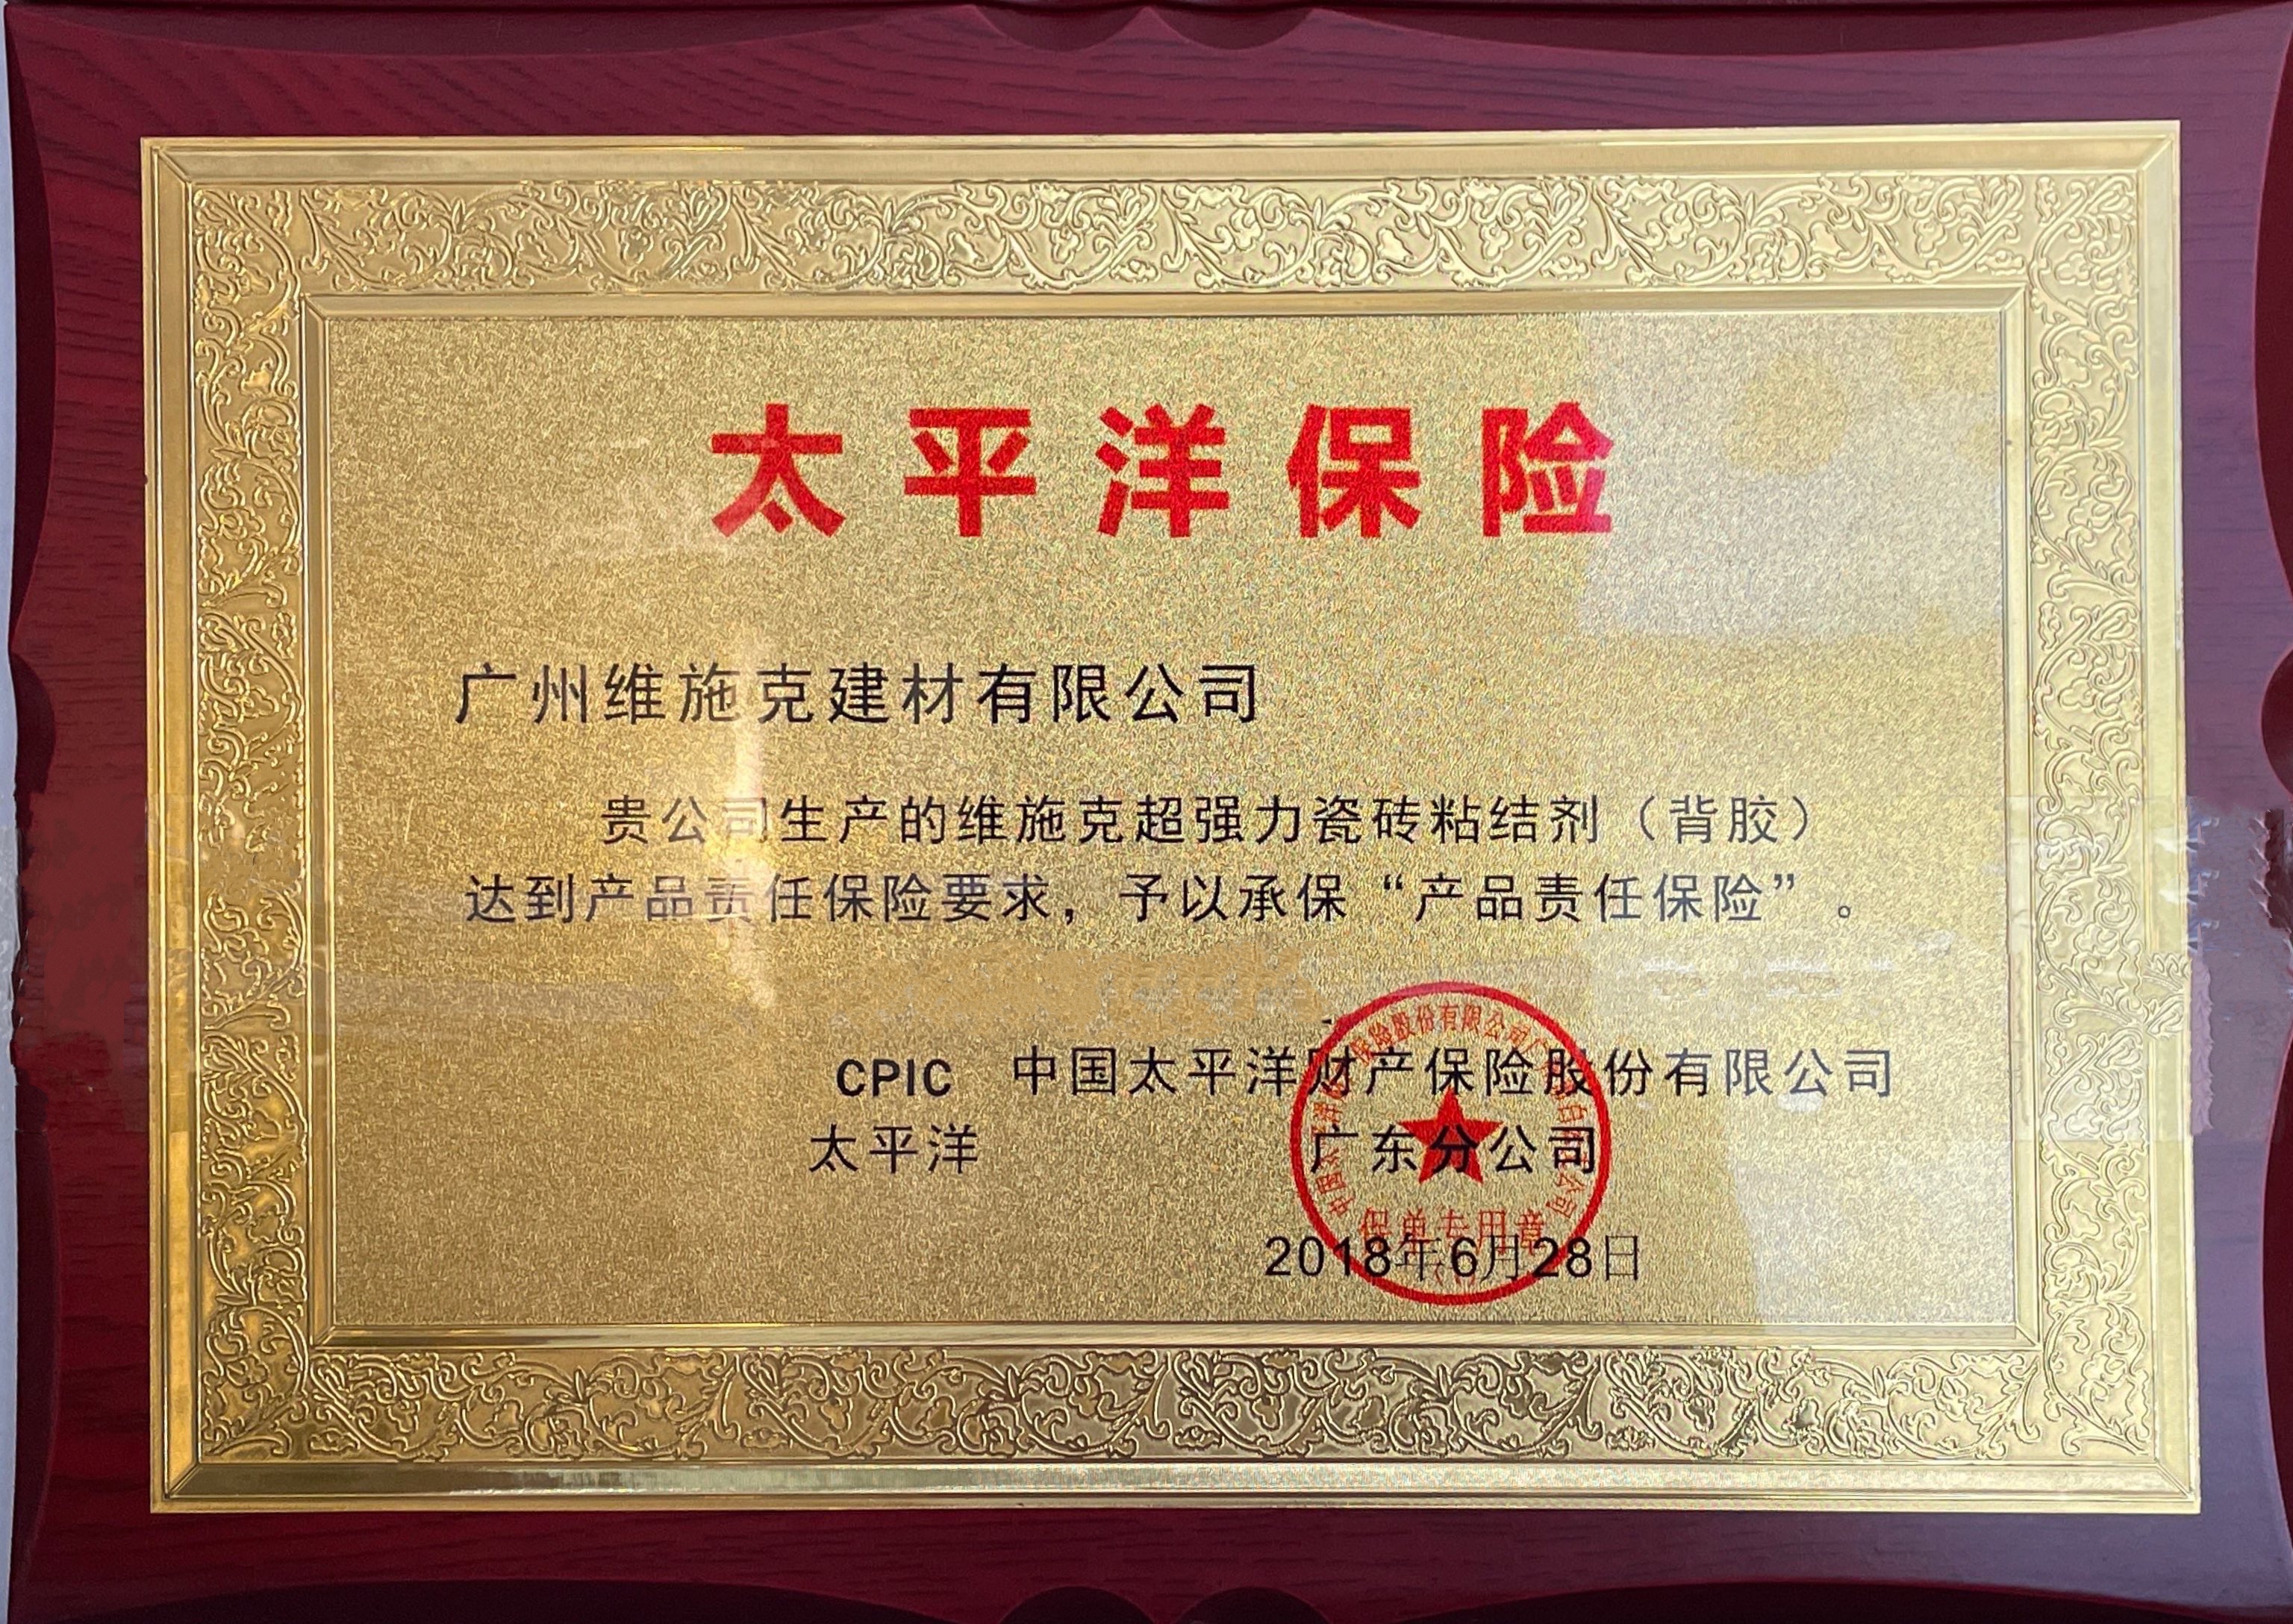 太平洋保险
广州维施克建材有限公司
贵公司生产的维施克超强力瓷砖粘结剂（背胶）
达到产品责任保险要求，予以承保“产品责任保险”。
CPIC 中国太平洋财产保险股份有限公司
太平洋 广东分公司
保单专用章
2018年6月28日